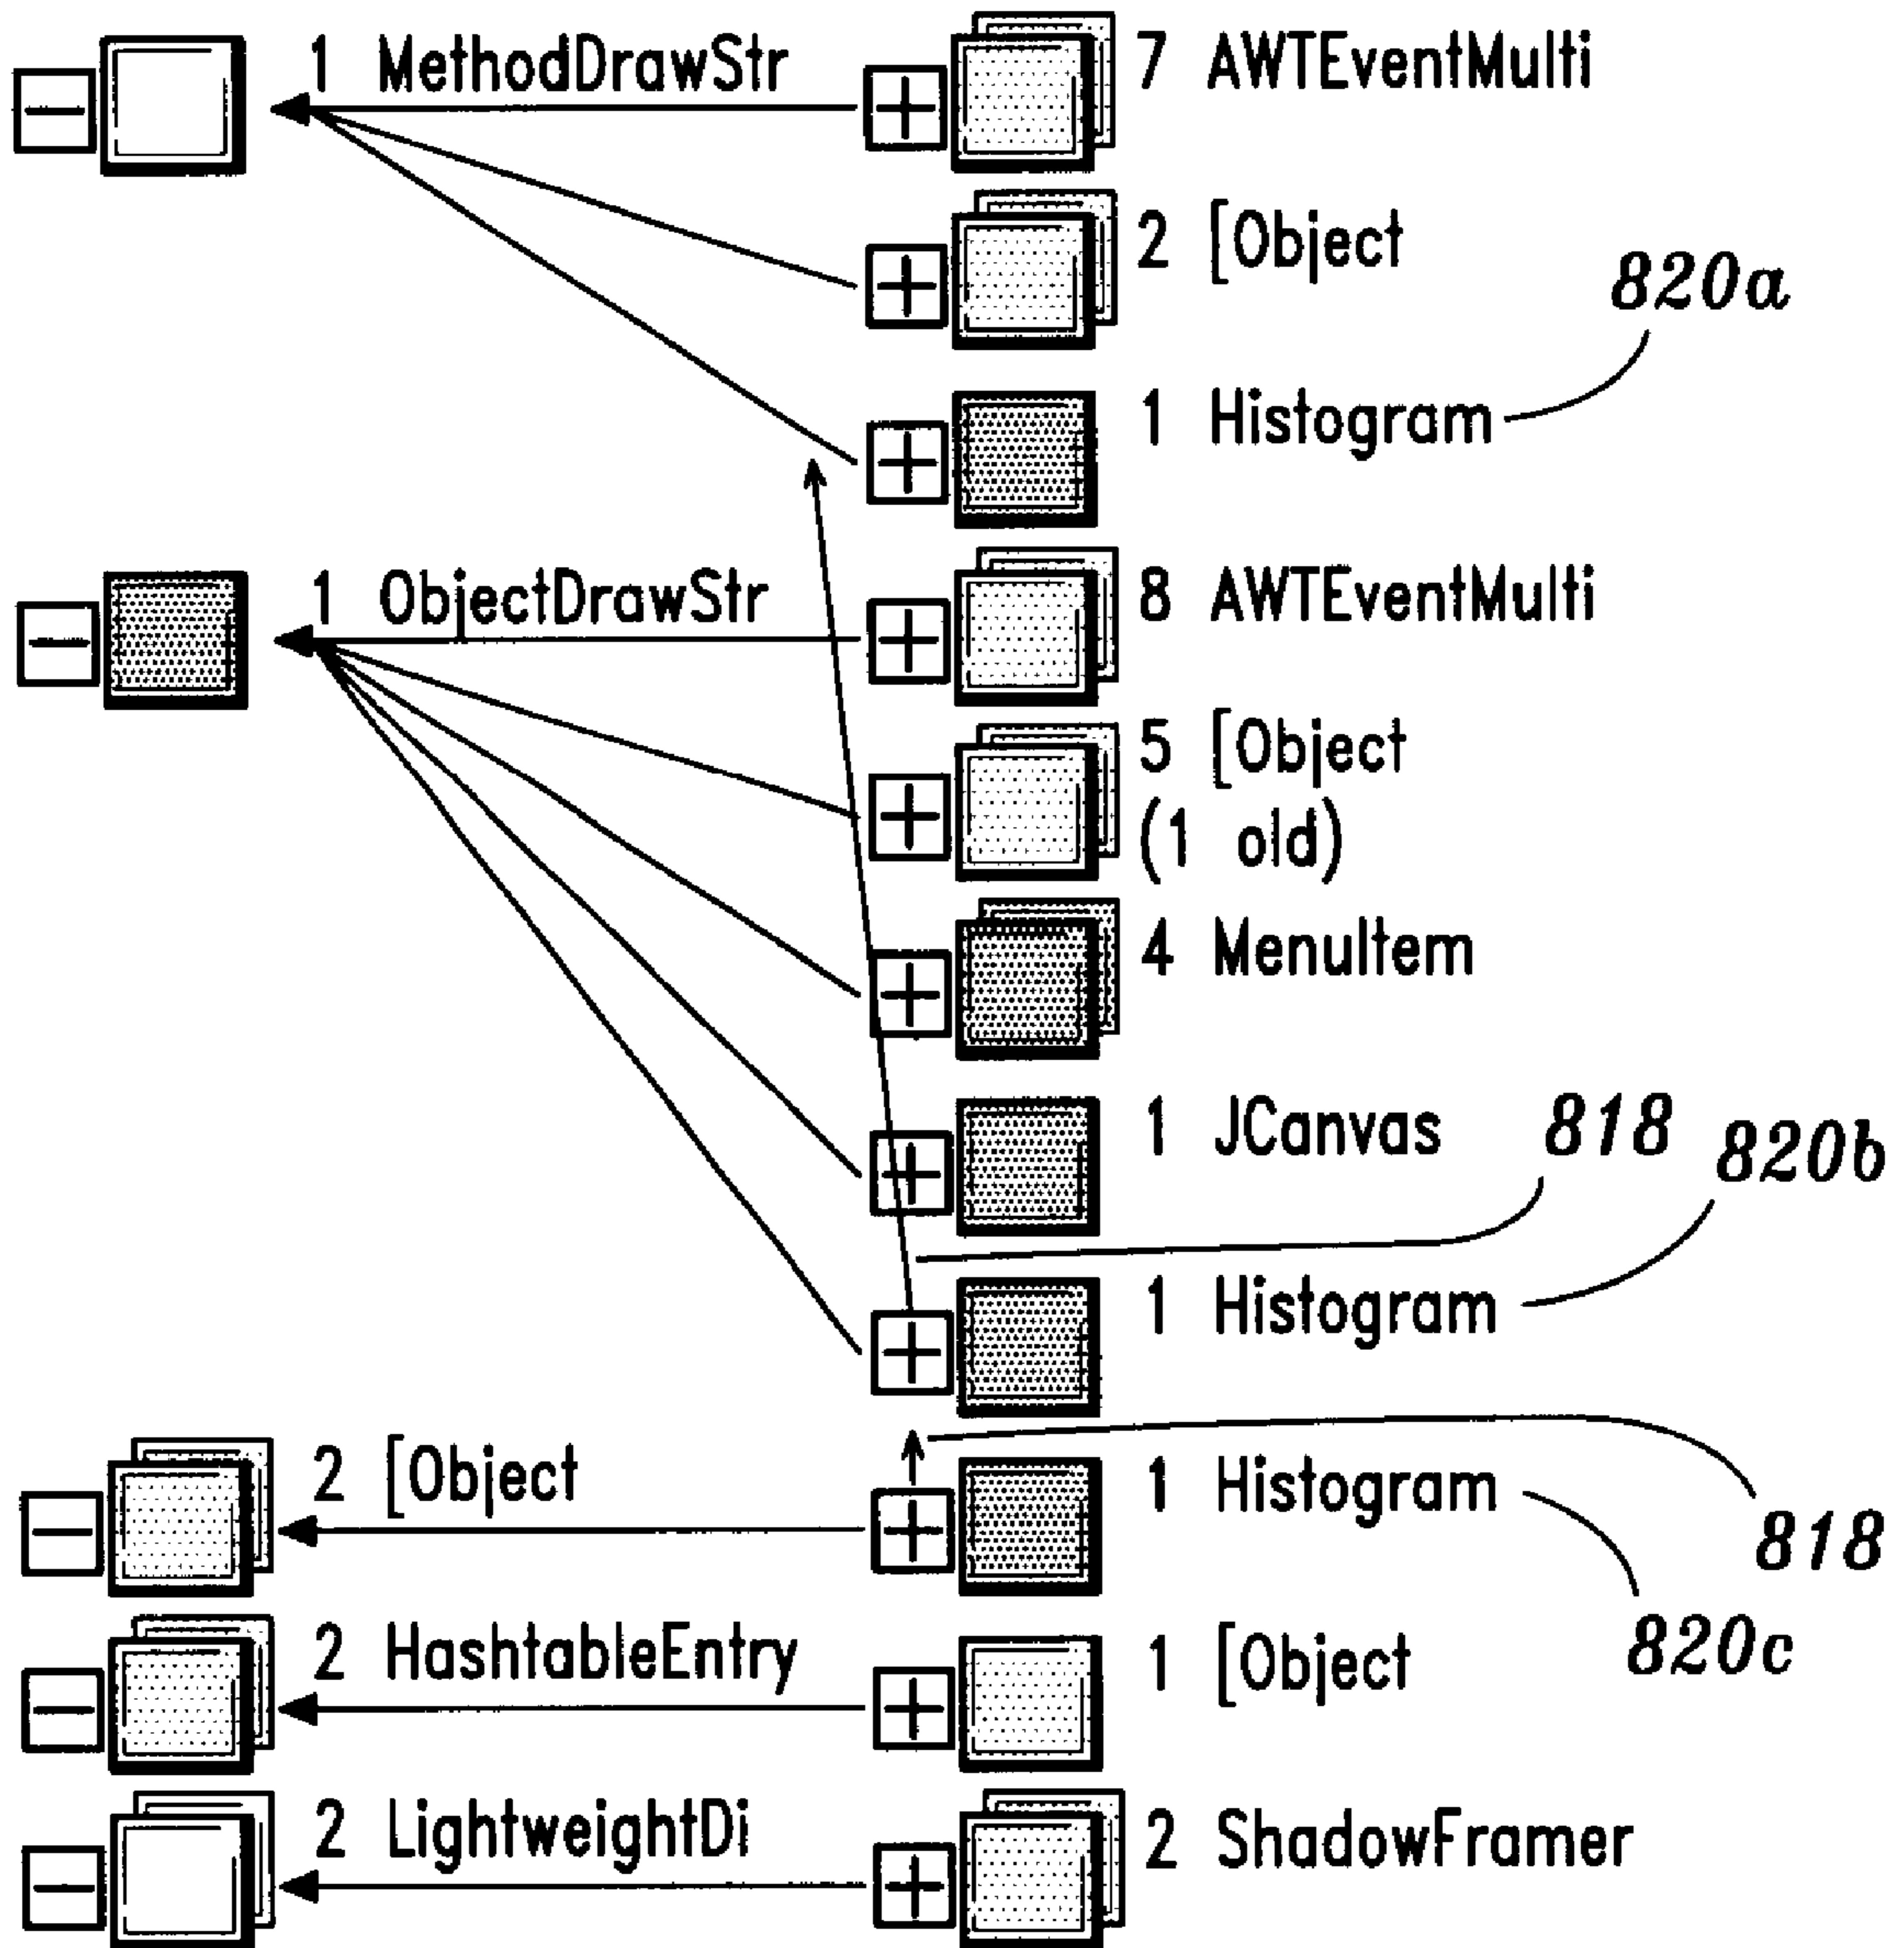 1 MethodDrawStr
7 AWTEventMulti
2 [Object
820a
1 Histogram
1 ObjectDrawStr
8 AWTEventMulti
5 [Object
(1 old)
4 MenuItem
1 JCanvas
818
820b
1 Histogram
2 [Object
1 Histogram
818
820c
2 HashtableEntry
1 [Object
2 LightweightDi
2 ShadowFramer